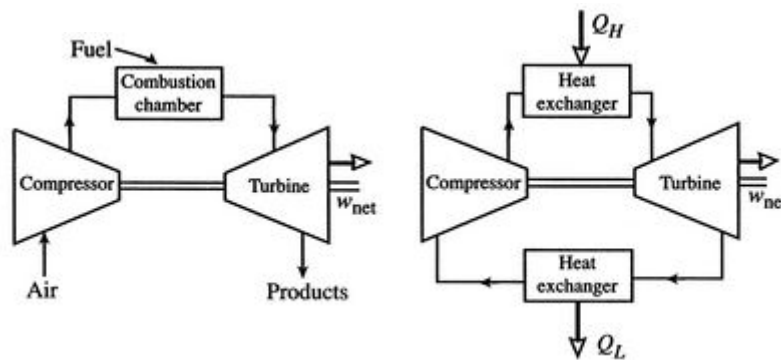 Fuel
Combustion
chamber
Compressor
Turbine
w_net
Air
Products
Q_H
Heat
exchanger
Compressor
Turbine
w_ne
Heat
exchanger
Q_L